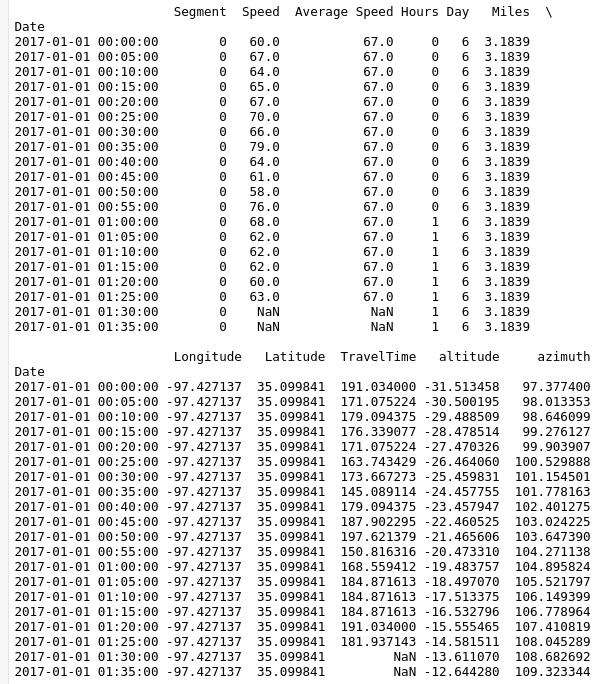 Segment  Speed  Average Speed Hours Day   Miles  \
Date
2017-01-01 00:00:00        0   60.0           67.0     0   6  3.1839
2017-01-01 00:05:00        0   67.0           67.0     0   6  3.1839
2017-01-01 00:10:00        0   64.0           67.0     0   6  3.1839
2017-01-01 00:15:00        0   65.0           67.0     0   6  3.1839
2017-01-01 00:20:00        0   67.0           67.0     0   6  3.1839
2017-01-01 00:25:00        0   70.0           67.0     0   6  3.1839
2017-01-01 00:30:00        0   66.0           67.0     0   6  3.1839
2017-01-01 00:35:00        0   79.0           67.0     0   6  3.1839
2017-01-01 00:40:00        0   64.0           67.0     0   6  3.1839
2017-01-01 00:45:00        0   61.0           67.0     0   6  3.1839
2017-01-01 00:50:00        0   58.0           67.0     0   6  3.1839
2017-01-01 00:55:00        0   76.0           67.0     0   6  3.1839
2017-01-01 01:00:00        0   68.0           67.0     1   6  3.1839
2017-01-01 01:05:00        0   62.0           67.0     1   6  3.1839
2017-01-01 01:10:00        0   62.0           67.0     1   6  3.1839
2017-01-01 01:15:00        0   62.0           67.0     1   6  3.1839
2017-01-01 01:20:00        0   60.0           67.0     1   6  3.1839
2017-01-01 01:25:00        0   63.0           67.0     1   6  3.1839
2017-01-01 01:30:00        0    NaN            NaN     1   6  3.1839
2017-01-01 01:35:00        0    NaN            NaN     1   6  3.1839
Longitude   Latitude  TravelTime   altitude     azimuth
Date
2017-01-01 00:00:00 -97.427137  35.099841  191.034000 -31.513458   97.377400
2017-01-01 00:05:00 -97.427137  35.099841  171.075224 -30.500195   98.013353
2017-01-01 00:10:00 -97.427137  35.099841  179.094375 -29.488509   98.646099
2017-01-01 00:15:00 -97.427137  35.099841  176.339077 -28.478514   99.276127
2017-01-01 00:20:00 -97.427137  35.099841  171.075224 -27.470326   99.903907
2017-01-01 00:25:00 -97.427137  35.099841  163.743429 -26.464060  100.529888
2017-01-01 00:30:00 -97.427137  35.099841  173.667273 -25.459831  101.154501
2017-01-01 00:35:00 -97.427137  35.099841  145.089114 -24.457755  101.778163
2017-01-01 00:40:00 -97.427137  35.099841  179.094375 -23.457947  102.401275
2017-01-01 00:45:00 -97.427137  35.099841  187.902295 -22.460525  103.024225
2017-01-01 00:50:00 -97.427137  35.099841  197.621379 -21.465606  103.647390
2017-01-01 00:55:00 -97.427137  35.099841  150.816316 -20.473310  104.271138
2017-01-01 01:00:00 -97.427137  35.099841  168.559412 -19.483757  104.895824
2017-01-01 01:05:00 -97.427137  35.099841  184.871613 -18.497070  105.521797
2017-01-01 01:10:00 -97.427137  35.099841  184.871613 -17.513375  106.149399
2017-01-01 01:15:00 -97.427137  35.099841  184.871613 -16.532796  106.778964
2017-01-01 01:20:00 -97.427137  35.099841  191.034000 -15.555465  107.410819
2017-01-01 01:25:00 -97.427137  35.099841  181.937143 -14.581511  108.045289
2017-01-01 01:30:00 -97.427137  35.099841         NaN -13.611070  108.682692
2017-01-01 01:35:00 -97.427137  35.099841         NaN -12.644280  109.323344